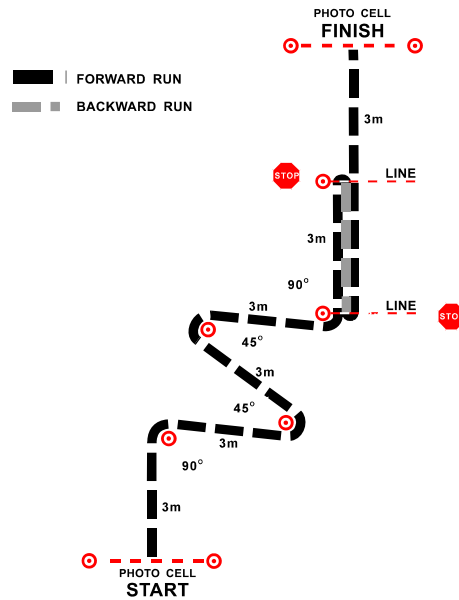 PHOTO CELL
FINISH
FORWARD RUN
BACKWARD RUN
3m
STOP
LINE
3m
90°
3m
LINE
STO
45°
3m
45°
3m
90°
3m
PHOTO CELL
START